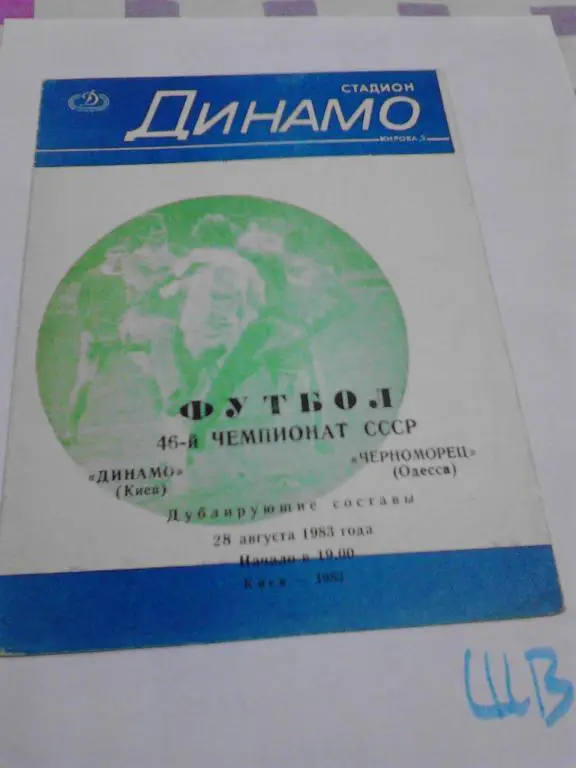 СТАДИОН
Д ДИНАМО
КИРОВА, 3
ФУТБОЛ
46-й ЧЕМПИОНАТ СССР
«ДИНАМО» «ЧЕРНОМОРЕЦ»
(Киев) (Одесса)
Дублирующие составы
28 августа 1983 года
Начало в 19.00
Киев — 1983
ШВ